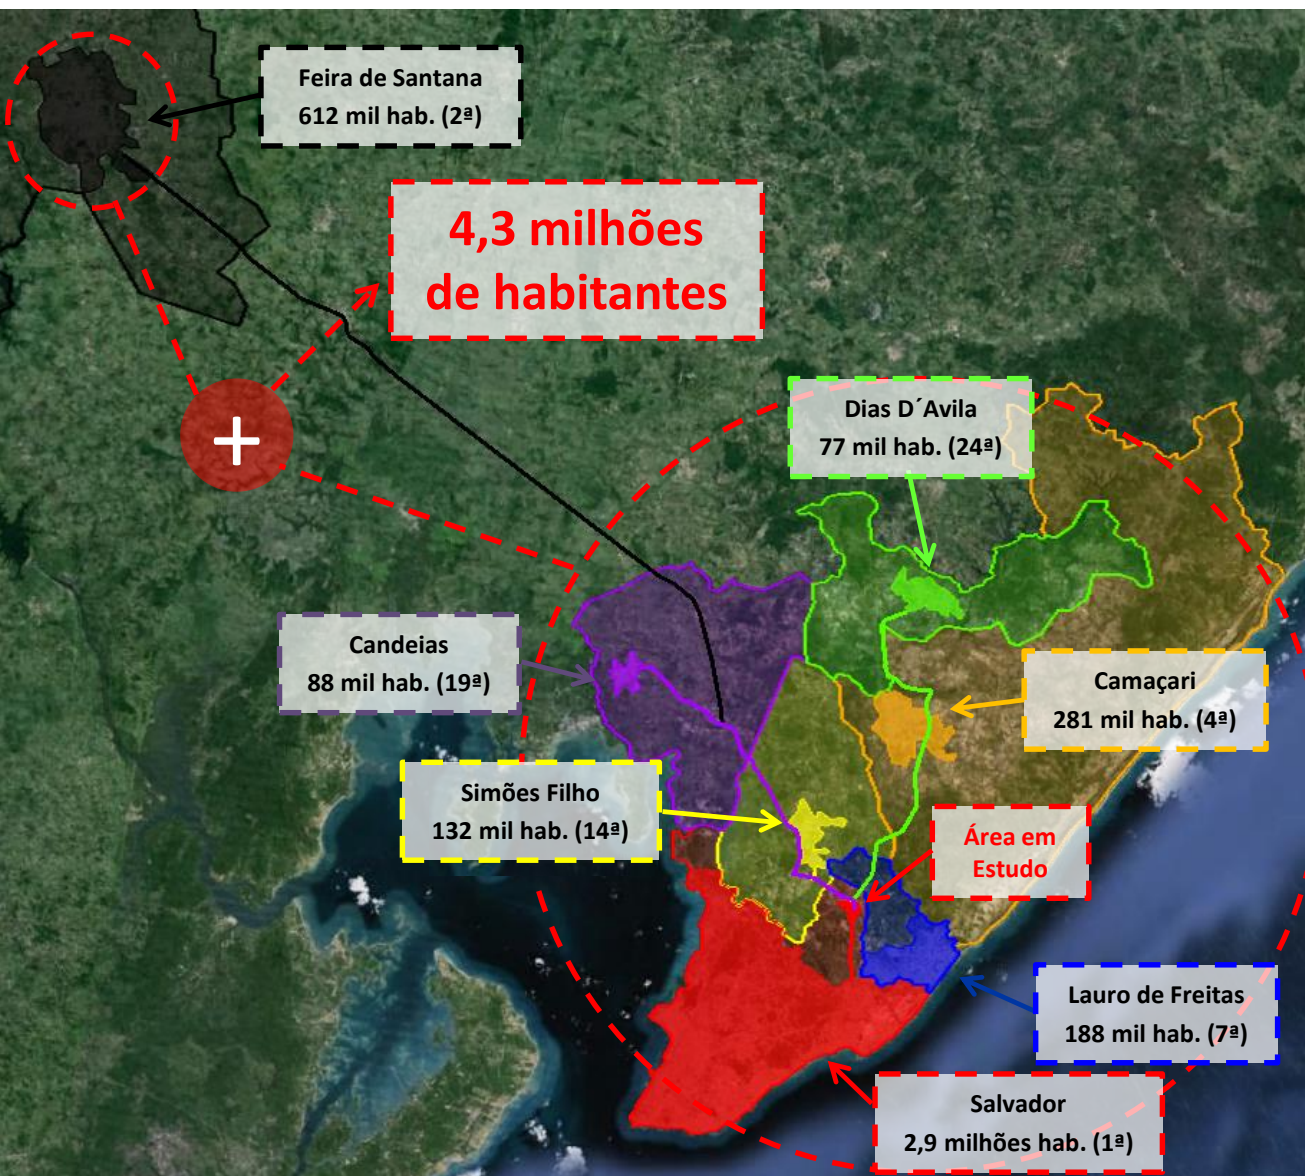 Feira de Santana
612 mil hab. (2ª)
4,3 milhões
de habitantes
+
Dias D´Avila
77 mil hab. (24ª)
Candeias
88 mil hab. (19ª)
Camaçari
281 mil hab. (4ª)
Simões Filho
132 mil hab. (14ª)
Área em
Estudo
Lauro de Freitas
188 mil hab. (7ª)
Salvador
2,9 milhões hab. (1ª)